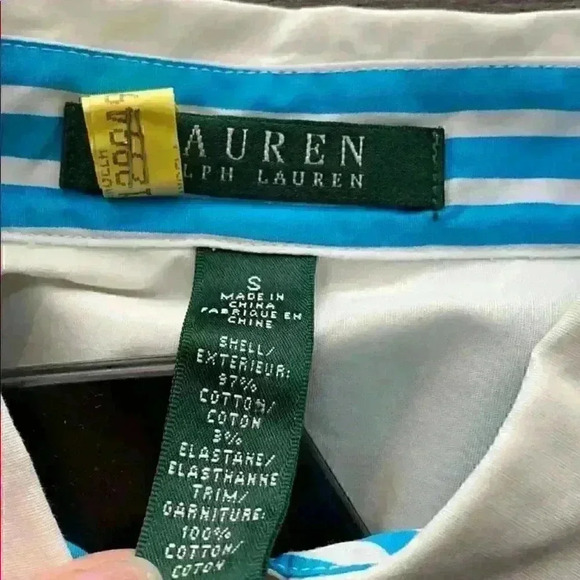 AUREN
LPH LAUREN
S
MADE IN
CHINA
FABRIQUE EN
CHINE
SHELL/
EXTERIEUR:
97%
COTTON/
COTON
3%
ELASTANE/
ELASTHANNE
TRIM/
GARNITURE:
100%
COTTON/
COTON